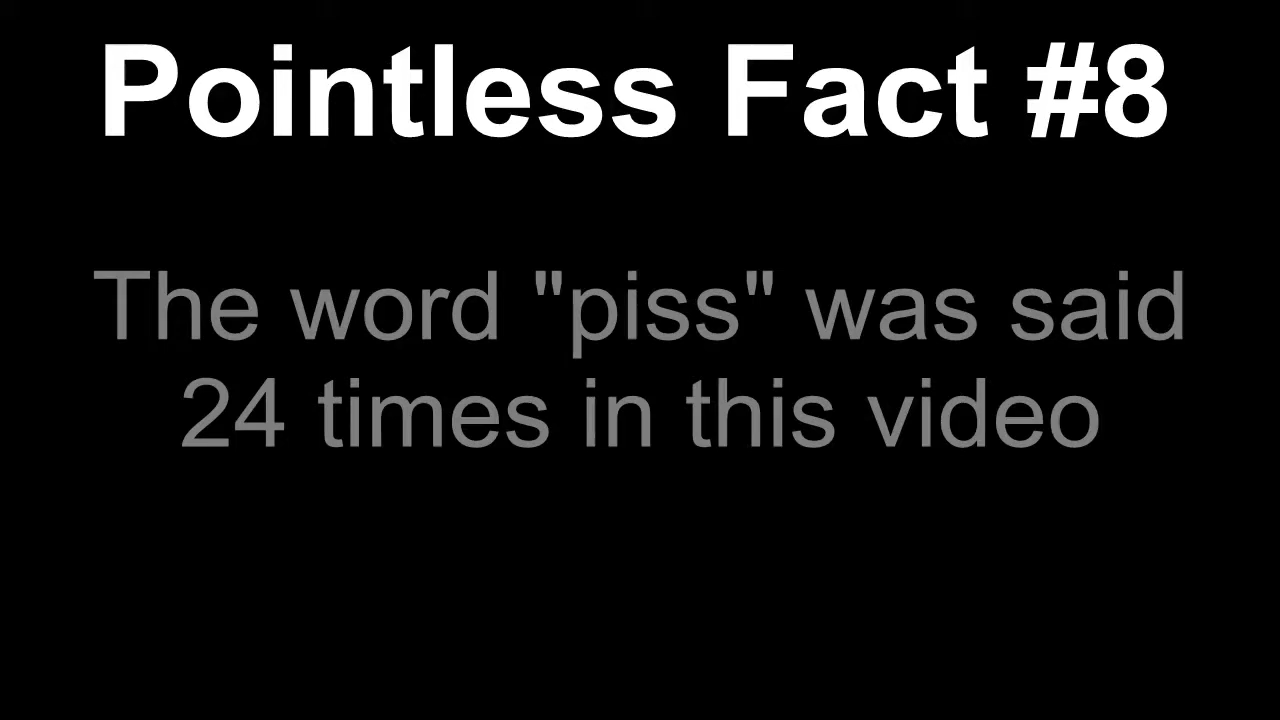 Pointless Fact #8
The word "piss" was said
24 times in this video